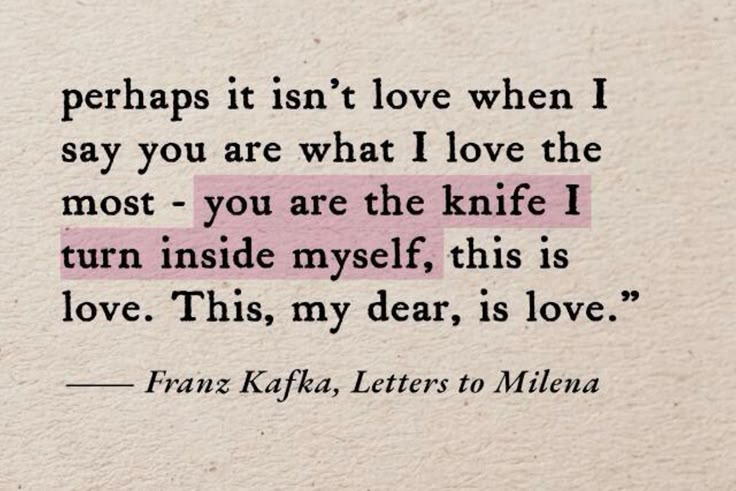 perhaps it isn’t love when I
say you are what I love the
most - you are the knife I
turn inside myself, this is
love. This, my dear, is love.”
—— Franz Kafka, Letters to Milena